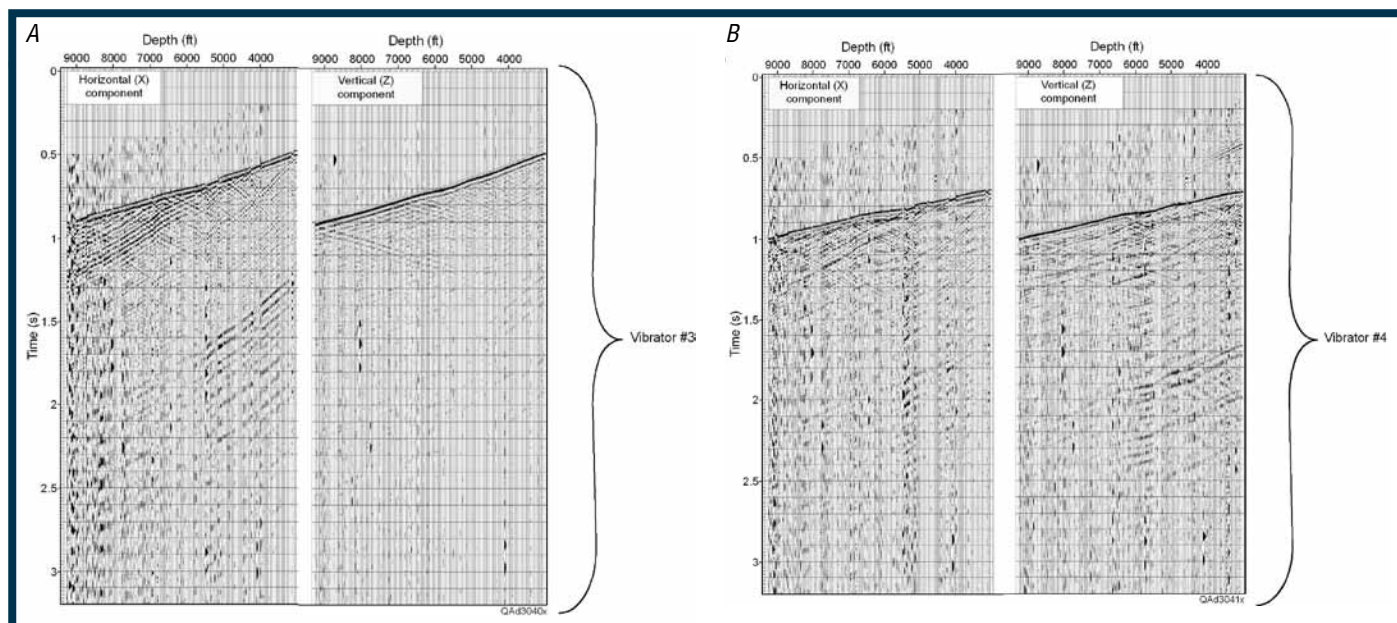 A
Depth (ft)
Depth (ft)
9000 8000 7000 6000 5000 4000
9000 8000 7000 6000 5000 4000
Horizontal (X)
component
Vertical (Z)
component
0
0.5
1
1.5
2
2.5
3
Time (s)
Vibrator #3
QAd3040x
B
Depth (ft)
Depth (ft)
9000 8000 7000 6000 5000 4000
9000 8000 7000 6000 5000 4000
Horizontal (X)
component
Vertical (Z)
component
0
0.5
1
1.5
2
2.5
3
Time (s)
Vibrator #4
QAd3041x